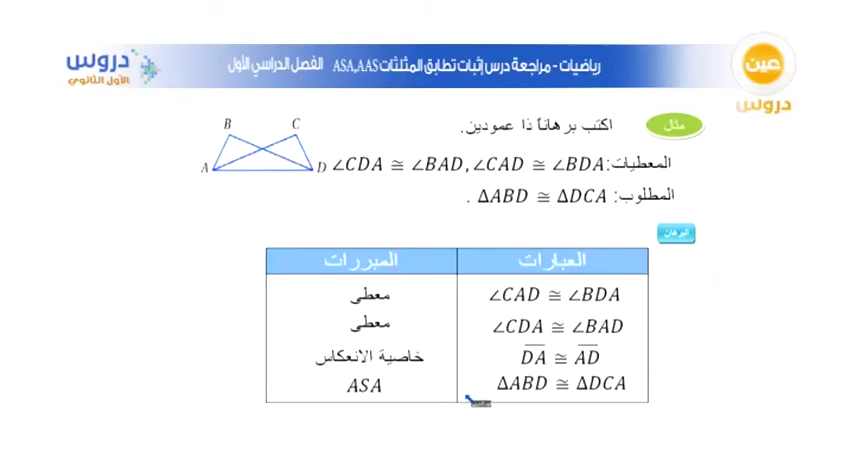 دروس
الأول الثانوي
رياضيات - مراجعة درس إثبات تطابق المثلثات ASA,AAS الفصل الدراسي الأول
عين
دروس
مثال
اكتب برهاناً ذا عمودين.
المعطيات: ∠CDA ≅ ∠BAD, ∠CAD ≅ ∠BDA
المطلوب: ΔABD ≅ ΔDCA .
B C
A D
البرهان
العبارات المبررات
∠CAD ≅ ∠BDA معطى
∠CDA ≅ ∠BAD معطى
D̅A̅ ≅ A̅D̅ خاصية الانعكاس
ΔABD ≅ ΔDCA ASA